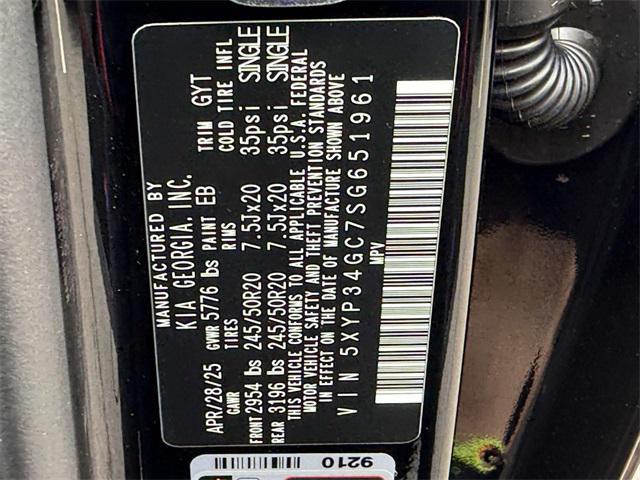 MANUFACTURED BY
KIA GEORGIA, INC.
APR/28/25 GVWR 5776 lbs PAINT EB TRIM GYT
GAWR TIRES RIMS COLD TIRE INFL
FRONT 2954 lbs 245/50R20 7.5Jx20 35psi SINGLE
REAR 3196 lbs 245/50R20 7.5Jx20 35psi SINGLE
THIS VEHICLE CONFORMS TO ALL APPLICABLE U.S.A. FEDERAL
MOTOR VEHICLE SAFETY AND THEFT PREVENTION STANDARDS
IN EFFECT ON THE DATE OF MANUFACTURE SHOWN ABOVE
VIN 5XYP34GC7SG651961
MPV
9210